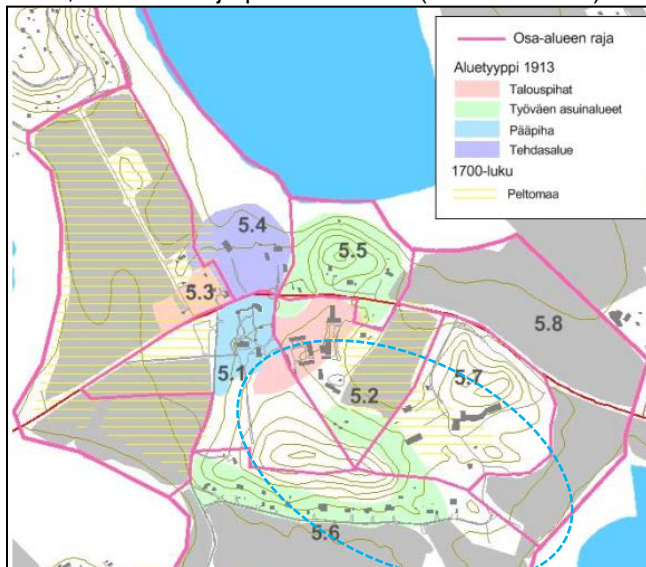 Osa-alueen raja
Aluetyyppi 1913
Talouspihat
Työväen asuinalueet
Pääpiha
Tehdasalue
1700-luku
Peltomaa
5.4
5.5
5.3
5.8
5.1
5.2
5.7
5.6